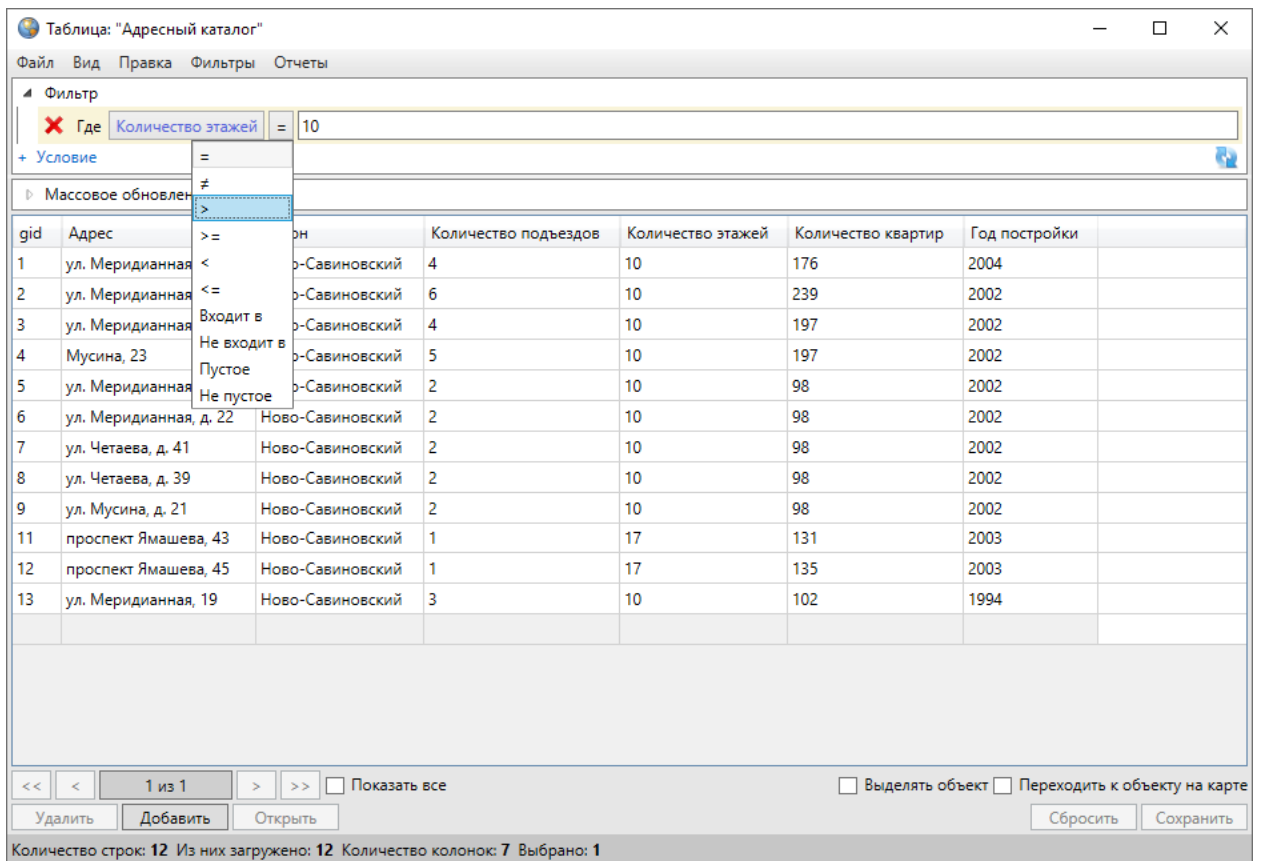 Таблица: "Адресный каталог"
Файл Вид Правка Фильтры Отчеты
Фильтр
Где Количество этажей = 10
+ Условие
=
≠
>
>=
<
<=
Входит в
Не входит в
Пустое
Не пустое
Массовое обновлен
gid Адрес он Количество подъездов Количество этажей Количество квартир Год постройки
1 ул. Меридианная о-Савиновский 4 10 176 2004
2 ул. Меридианная о-Савиновский 6 10 239 2002
3 ул. Меридианная о-Савиновский 4 10 197 2002
4 Мусина, 23 о-Савиновский 5 10 197 2002
5 ул. Меридианная о-Савиновский 2 10 98 2002
6 ул. Меридианная, д. 22 Ново-Савиновский 2 10 98 2002
7 ул. Четаева, д. 41 Ново-Савиновский 2 10 98 2002
8 ул. Четаева, д. 39 Ново-Савиновский 2 10 98 2002
9 ул. Мусина, д. 21 Ново-Савиновский 2 10 98 2002
11 проспект Ямашева, 43 Ново-Савиновский 1 17 131 2003
12 проспект Ямашева, 45 Ново-Савиновский 1 17 135 2003
13 ул. Меридианная, 19 Ново-Савиновский 3 10 102 1994
<< < 1 из 1 > >> Показать все Выделять объект Переходить к объекту на карте
Удалить Добавить Открыть Сбросить Сохранить
Количество строк: 12 Из них загружено: 12 Количество колонок: 7 Выбрано: 1